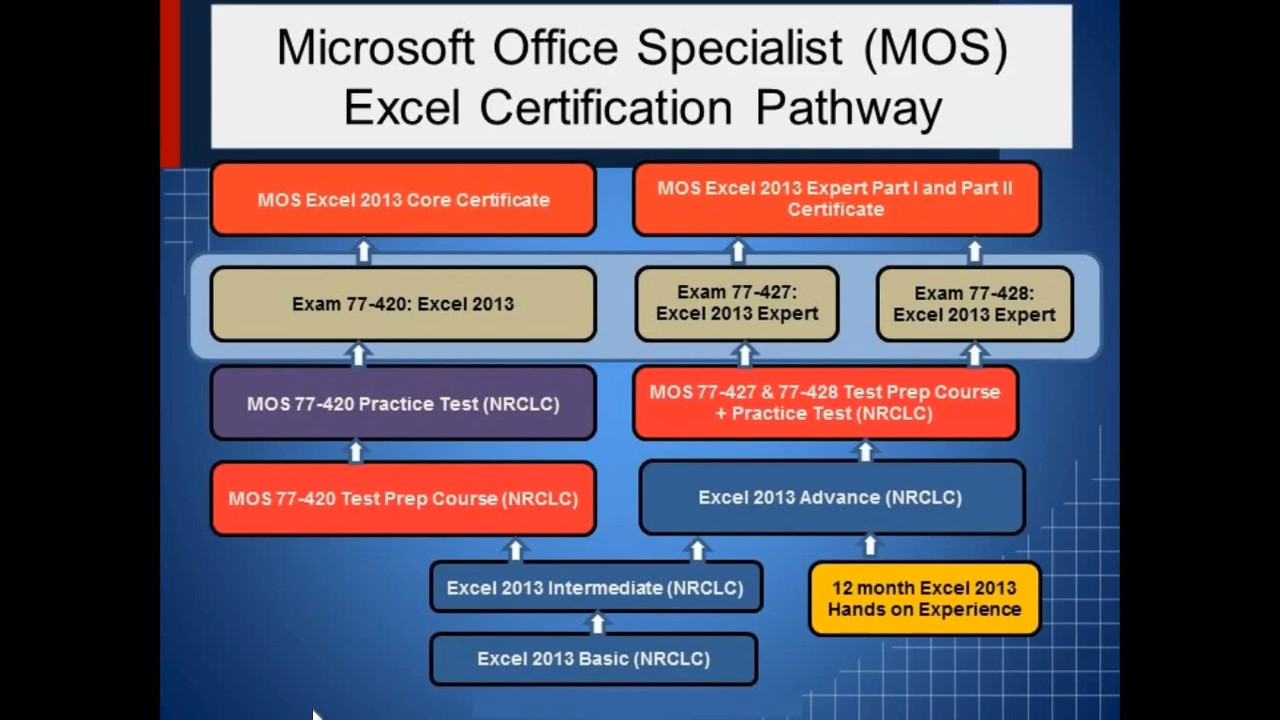 Microsoft Office Specialist (MOS)
Excel Certification Pathway
MOS Excel 2013 Core Certificate
MOS Excel 2013 Expert Part I and Part II
Certificate
Exam 77-420: Excel 2013
Exam 77-427:
Excel 2013 Expert
Exam 77-428:
Excel 2013 Expert
MOS 77-420 Practice Test (NRCLC)
MOS 77-427 & 77-428 Test Prep Course
+ Practice Test (NRCLC)
MOS 77-420 Test Prep Course (NRCLC)
Excel 2013 Advance (NRCLC)
Excel 2013 Intermediate (NRCLC)
12 month Excel 2013
Hands on Experience
Excel 2013 Basic (NRCLC)